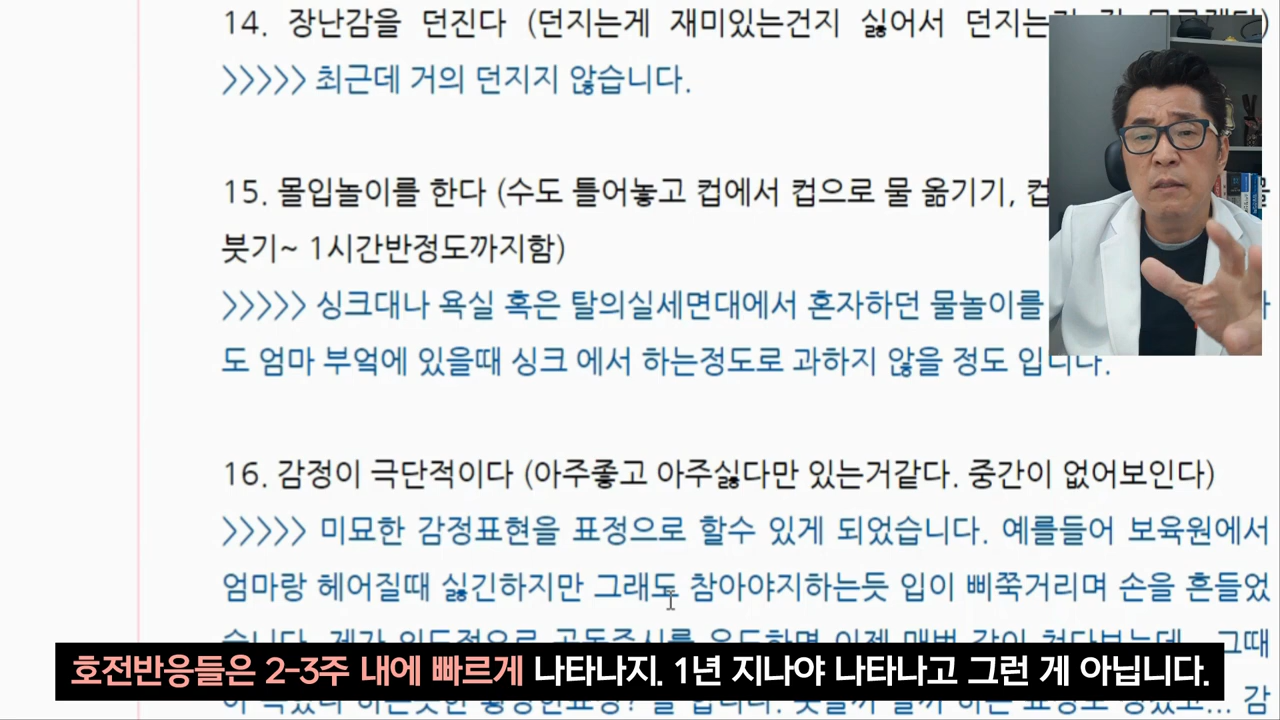 14. 장난감을 던진다 (던지는게 재미있는건지 싫어서
>>>>> 최근데 거의 던지지 않습니다.
15. 몰입놀이를 한다 (수도 틀어놓고 컵에서 컵으로 물 옮기기,
붓기~ 1시간반정도까지함)
>>>>> 싱크대나 욕실 혹은 탈의실세면대에서 혼자하던 물놀이를
도 엄마 부엌에 있을때 싱크 에서 하는정도로 과하지 않을 정도 입니다.
16. 감정이 극단적이다 (아주좋고 아주싫다만 있는거같다. 중간이 없어보인다)
>>>>> 미묘한 감정표현을 표정으로 할수 있게 되었습니다. 예를들어 보육원에서
엄마랑 헤어질때 싫긴하지만 그래도 참아야지하는듯 입이 삐쭉거리며 손을 흔들었
호전반응들은 2-3주 내에 빠르게 나타나지. 1년 지나야 나타나고 그런 게 아닙니다.